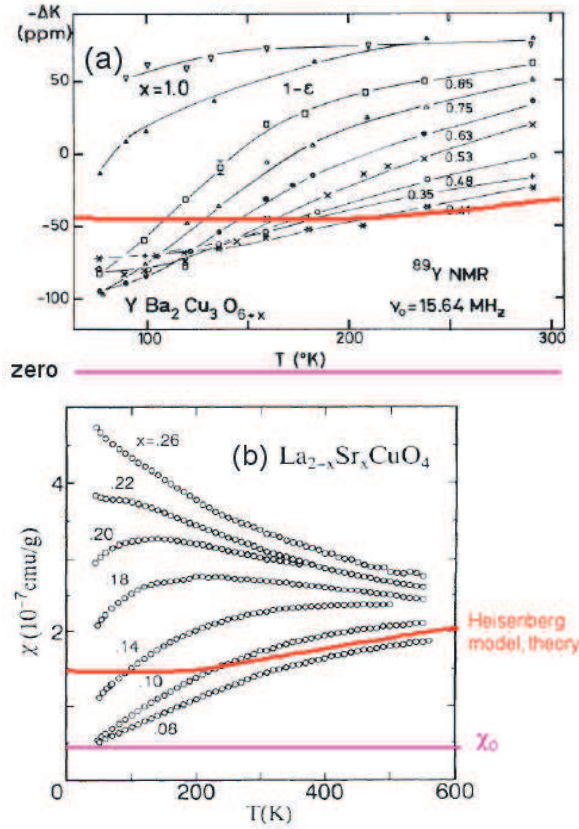 -ΔK
(ppm)
(a)
x=1.0
1-ε
0.85
0.75
0.63
0.53
0.48
0.35
0.41
50
0
-50
-100
⁸⁹Y NMR
Y Ba₂ Cu₃ O₆₊ₓ
ν₀=15.64 MHz
100
200
300
T (°K)
zero
(b) La₂₋ₓSrₓCuO₄
x=.26
.22
.20
.18
.14
.10
.08
4
2
0
χ (10⁻⁷emu/g)
Heisenberg
model, theory
χ₀
0
200
400
600
T(K)